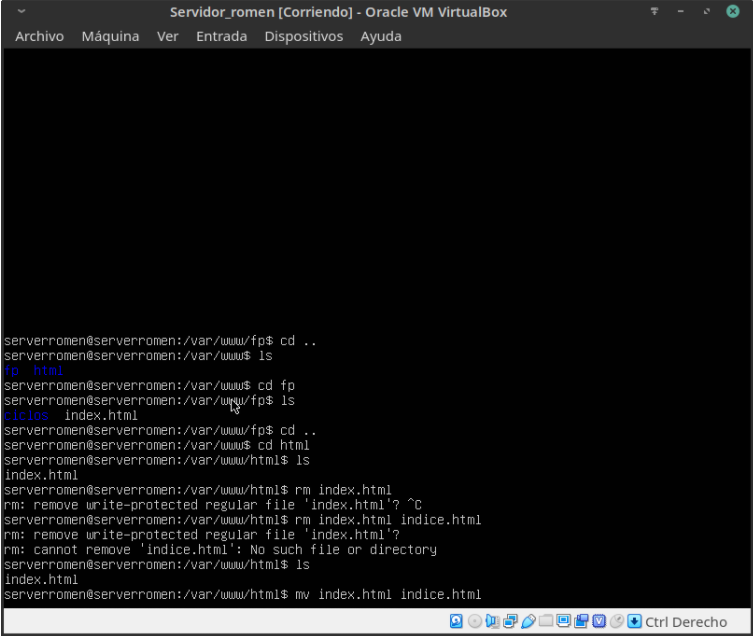 Servidor_romen [Corriendo] - Oracle VM VirtualBox
Archivo Máquina Ver Entrada Dispositivos Ayuda
serverromen@serverromen:/var/www/fp$ cd ..
serverromen@serverromen:/var/www$ ls
fp html
serverromen@serverromen:/var/www$ cd fp
serverromen@serverromen:/var/www/fp$ ls
ciclos index.html
serverromen@serverromen:/var/www/fp$ cd ..
serverromen@serverromen:/var/www$ cd html
serverromen@serverromen:/var/www/html$ ls
index.html
serverromen@serverromen:/var/www/html$ rm index.html
rm: remove write-protected regular file 'index.html'? ^C
serverromen@serverromen:/var/www/html$ rm index.html indice.html
rm: remove write-protected regular file 'index.html'?
rm: cannot remove 'indice.html': No such file or directory
serverromen@serverromen:/var/www/html$ ls
index.html
serverromen@serverromen:/var/www/html$ mv index.html indice.html
Ctrl Derecho